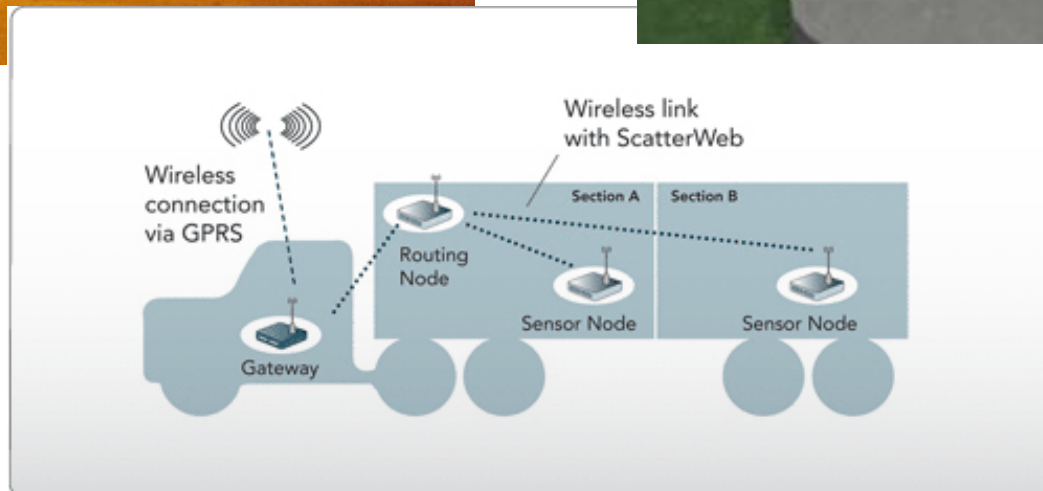 Wireless link
with ScatterWeb
Wireless
connection
via GPRS
Section A
Section B
Routing
Node
Sensor Node
Sensor Node
Gateway